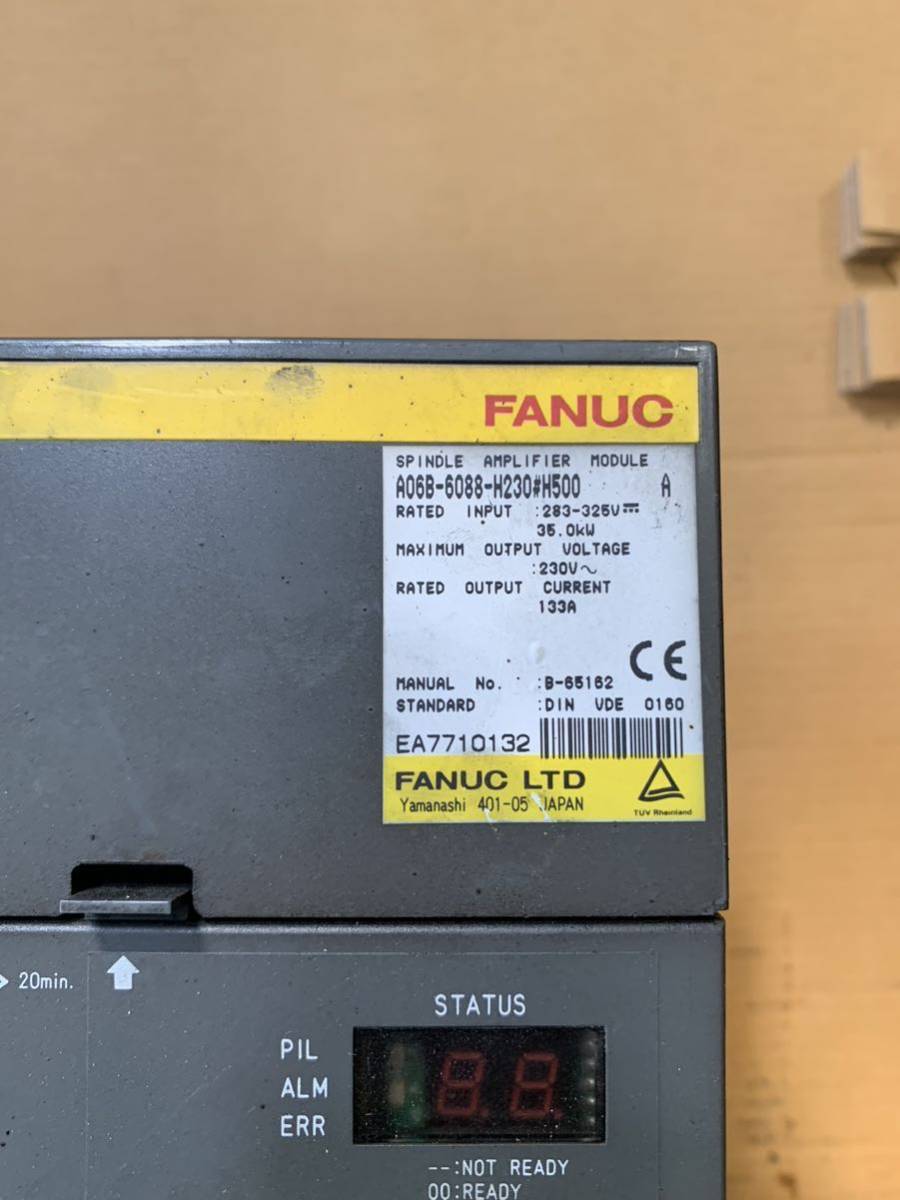 FANUC
SPINDLE AMPLIFIER MODULE
A06B-6088-H230#H500 A
RATED INPUT :283-325V⎓
35.0kW
MAXIMUM OUTPUT VOLTAGE
:230V~
RATED OUTPUT CURRENT
133A
CE
MANUAL No. :B-65162
STANDARD :DIN VDE 0160
EA7710132
FANUC LTD
Yamanashi 401-05 JAPAN
TUV Rheinland
20min.
STATUS
PIL
ALM
ERR
--:NOT READY
00:READY